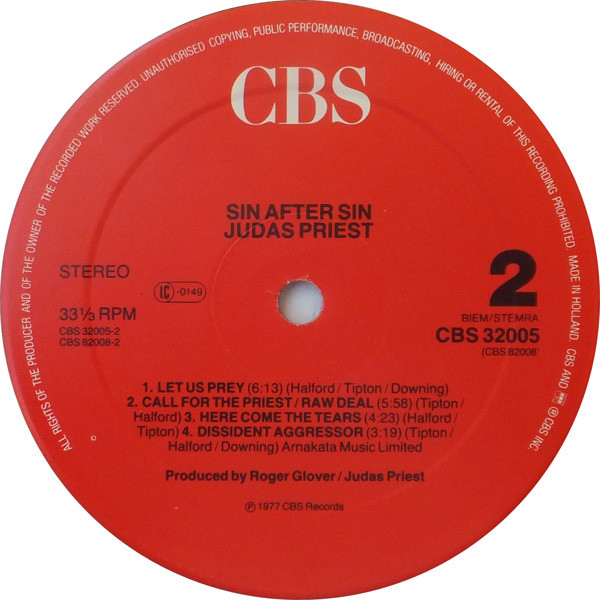 ALL RIGHTS OF THE PRODUCER AND OF THE OWNER OF THE RECORDED WORK RESERVED. UNAUTHORISED COPYING, PUBLIC PERFORMANCE, BROADCASTING, HIRING OR RENTAL OF THIS RECORDING PROHIBITED. MADE IN HOLLAND. CBS AND ℗ CBS INC.
CBS
SIN AFTER SIN
JUDAS PRIEST
STEREO
IC -0149
2
33⅓ RPM
BIEM/STEMRA
CBS 32005-2
CBS 32005
CBS 82008-2
(CBS 82008)
1. LET US PREY (6:13) (Halford / Tipton / Downing)
2. CALL FOR THE PRIEST / RAW DEAL (5:58) (Tipton /
Halford) 3. HERE COME THE TEARS (4:23) (Halford /
Tipton) 4. DISSIDENT AGGRESSOR (3:19) (Tipton /
Halford / Downing) Arnakata Music Limited
Produced by Roger Glover / Judas Priest
℗ 1977 CBS Records